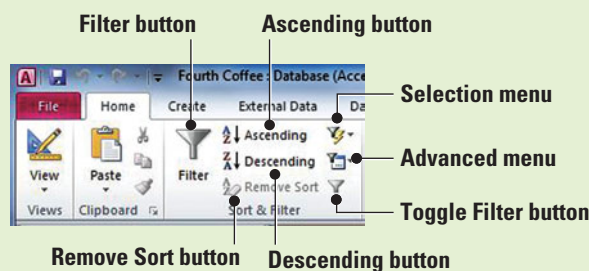 Filter button
Ascending button
A
Fourth Coffee : Database (Acce
File
Home
Create
External Data
Da
Selection menu
Ascending
View
Paste
Filter
Descending
Advanced menu
Remove Sort
Toggle Filter button
Views
Clipboard
Sort & Filter
Remove Sort button
Descending button